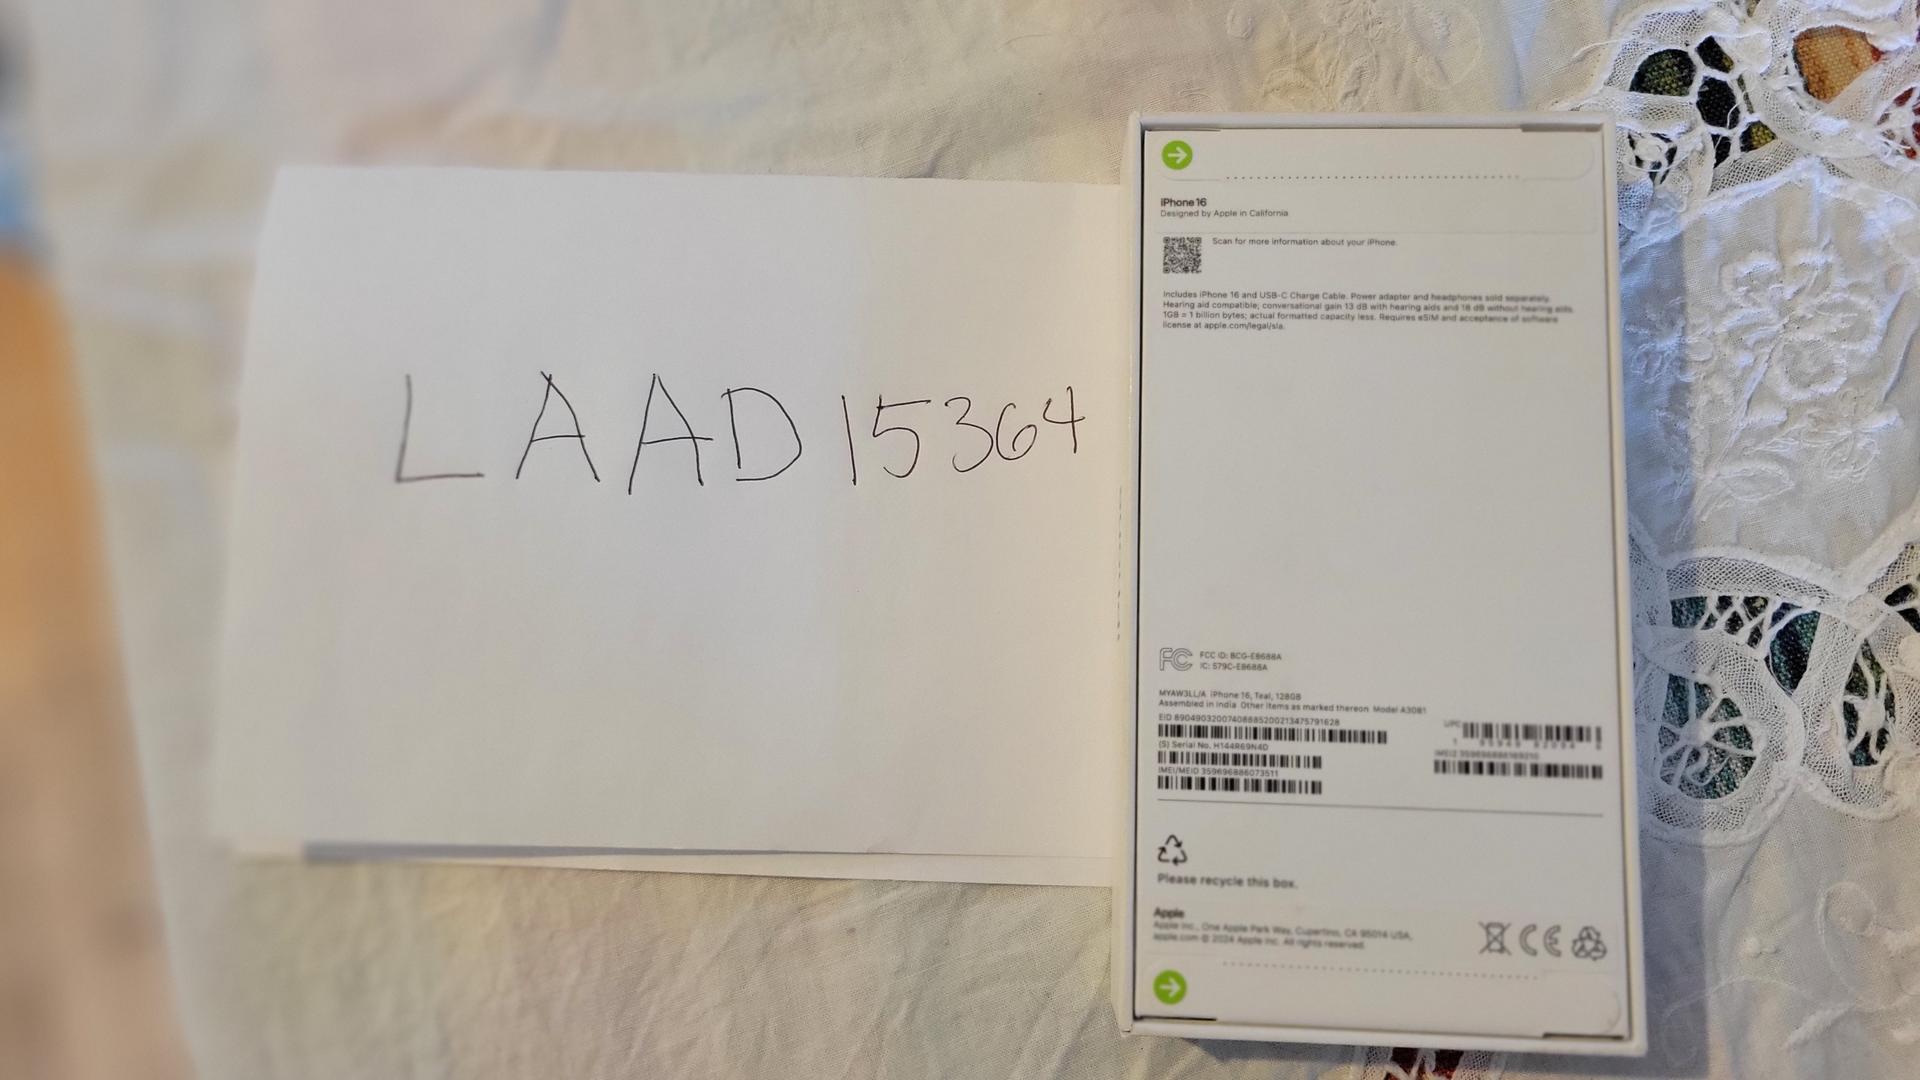 LAAD15364
iPhone 16
Designed by Apple in California
Scan for more information about your iPhone.
Includes iPhone 16 and USB-C Charge Cable. Power adapter and headphones sold separately.
Hearing aid compatible; conversational gain 13 dB with hearing aids and 18 dB without hearing aids.
1GB = 1 billion bytes; actual formatted capacity less. Requires eSIM and acceptance of software
license at apple.com/legal/sla.
FC FCC ID: BCG-E8688A
IC: 579C-E8688A
MYAW3LL/A iPhone 16, Teal, 128GB
Assembled in India Other items as marked thereon Model A3081
EID 89049032007408885200213475791628
UPC
(S) Serial No. H144R69N4D
IMEI/MEID 359696886073511
IMEI2
Please recycle this box.
Apple
Apple Inc., One Apple Park Way, Cupertino, CA 95014 USA.
apple.com © 2024 Apple Inc. All rights reserved.
CE